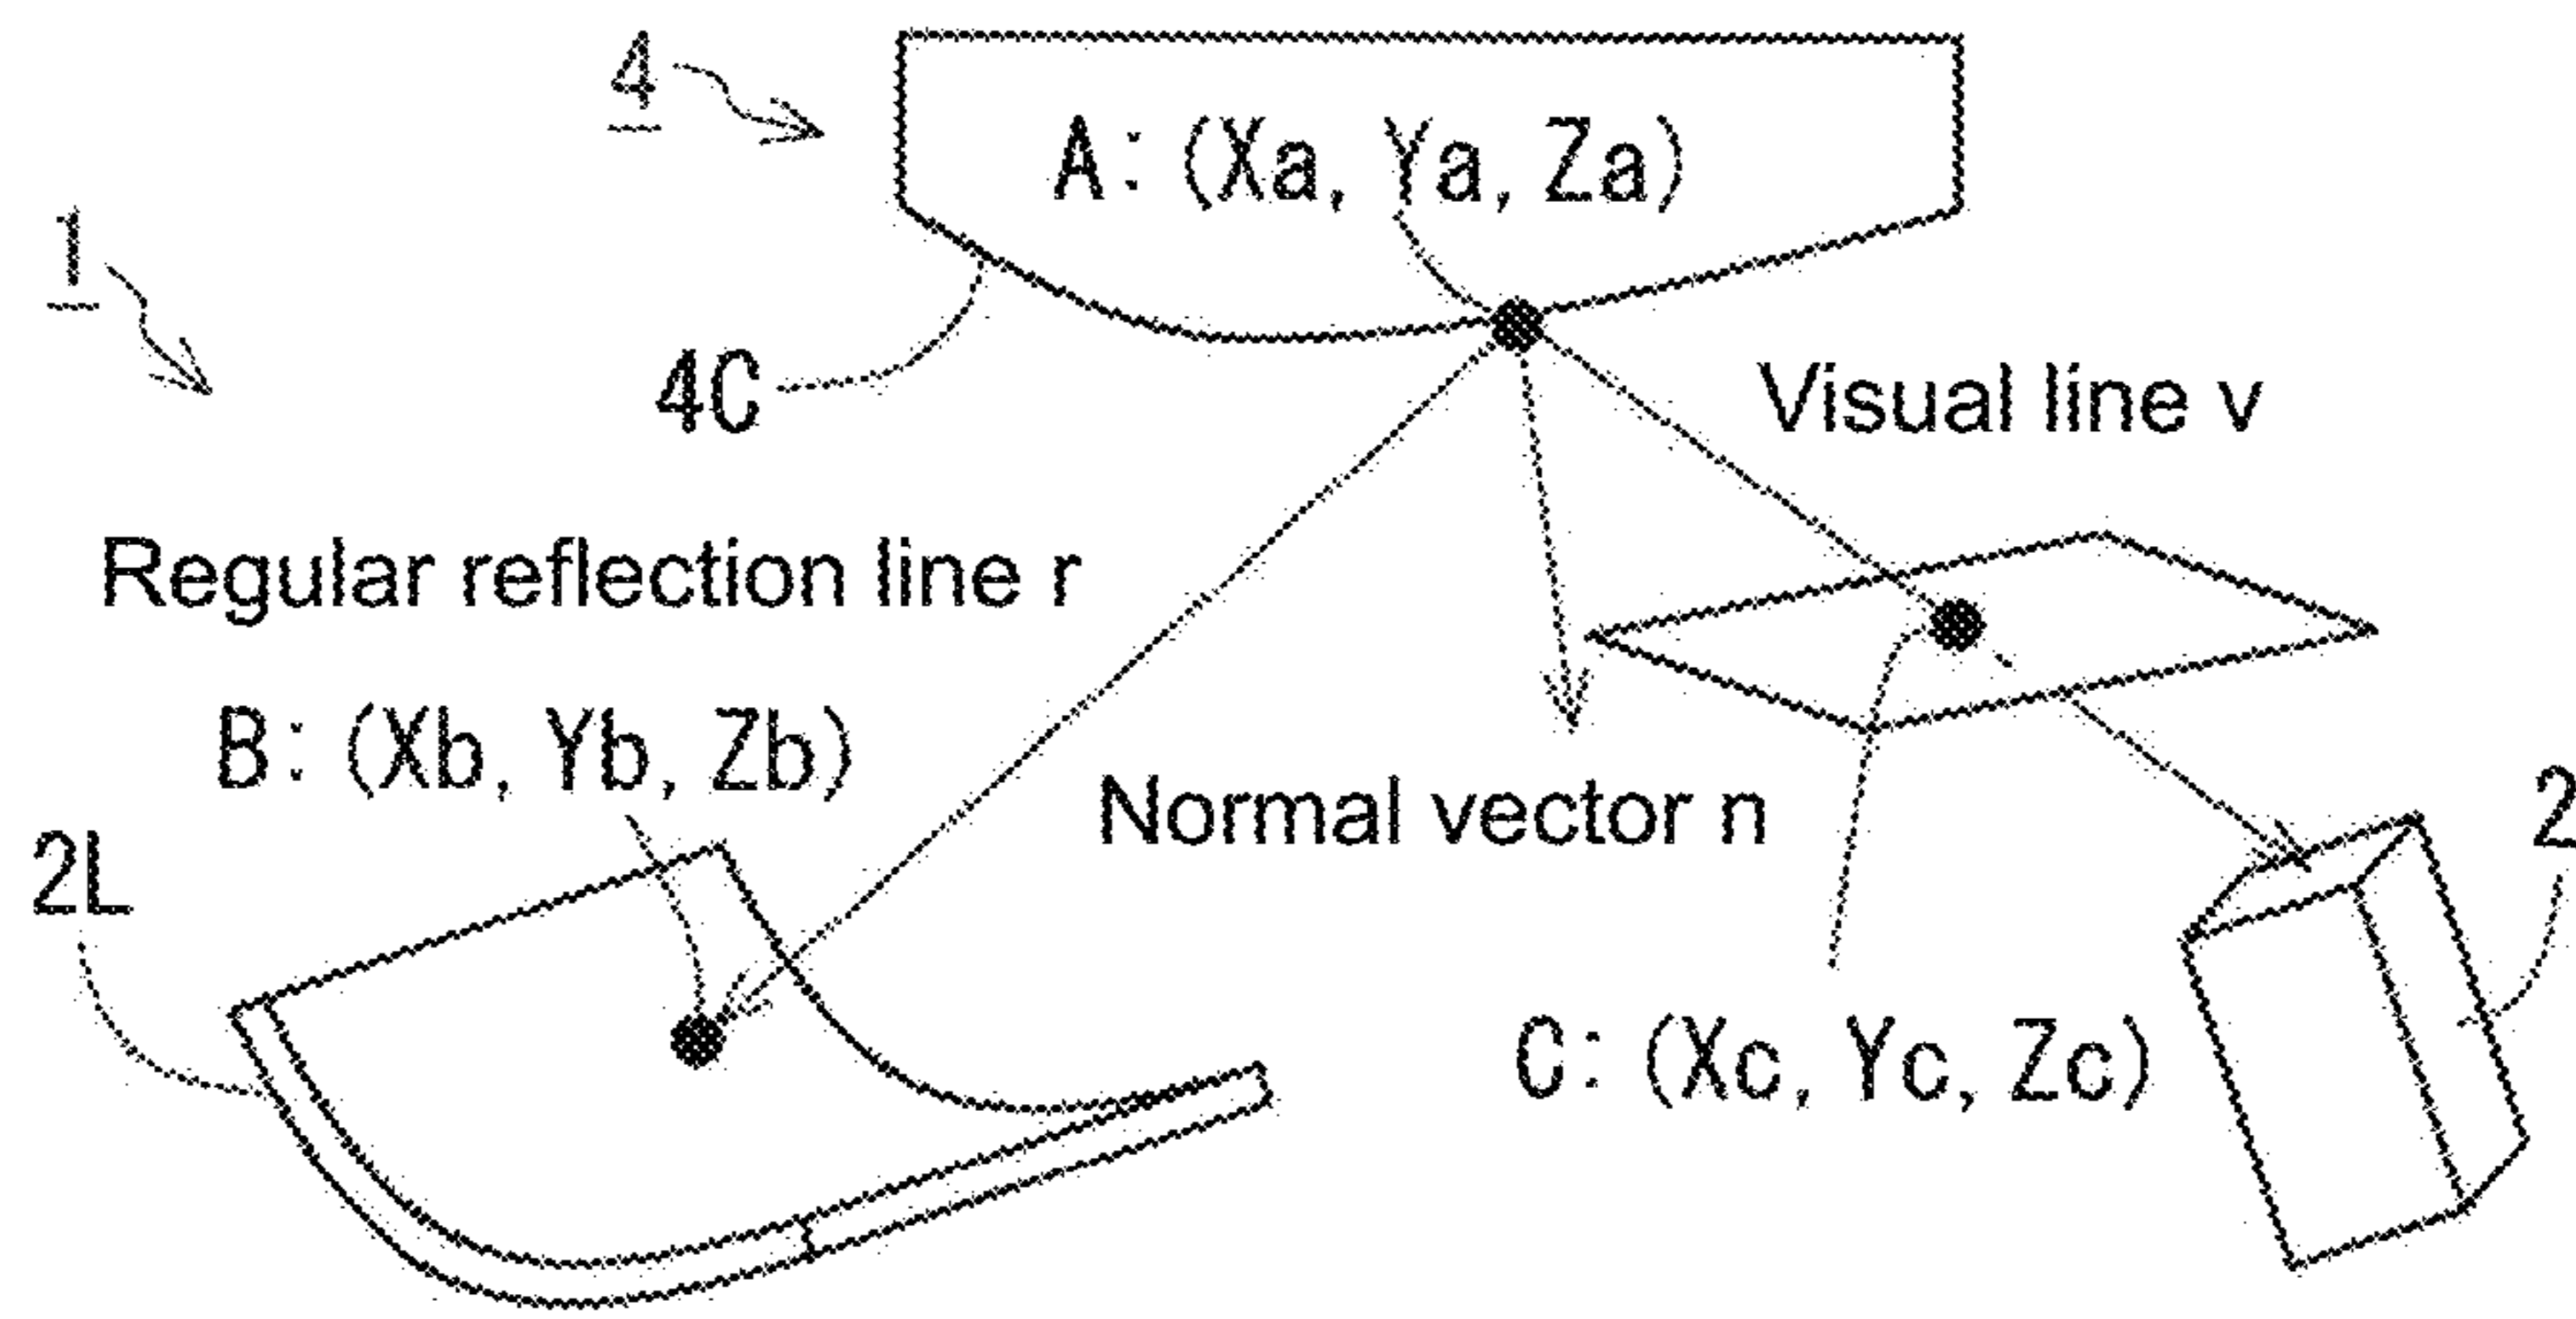 4
A: (Xa, Ya, Za)
1
4C
Visual line v
Regular reflection line r
B: (Xb, Yb, Zb)
Normal vector n
2
2L
C: (Xc, Yc, Zc)